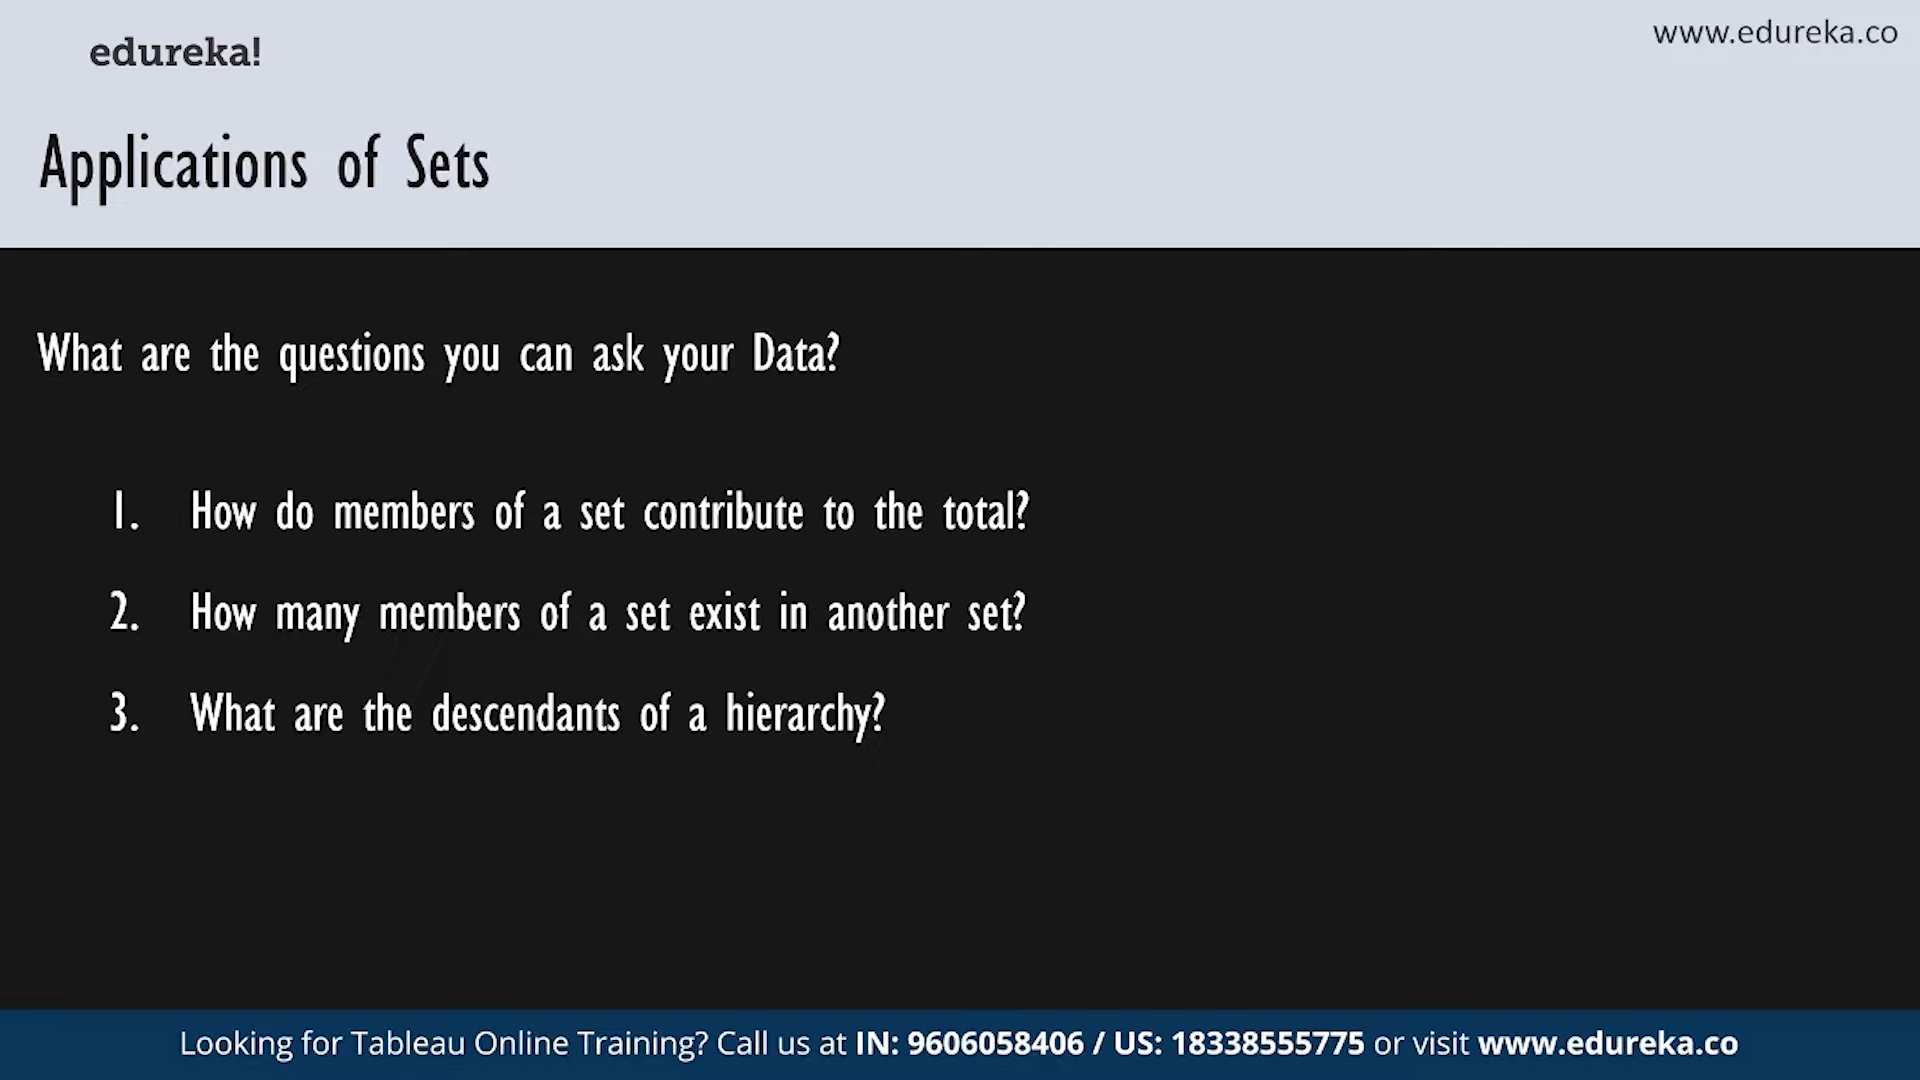 edureka!
www.edureka.co
Applications of Sets
What are the questions you can ask your Data?
1. How do members of a set contribute to the total?
2. How many members of a set exist in another set?
3. What are the descendants of a hierarchy?
Looking for Tableau Online Training? Call us at IN: 9606058406 / US: 18338555775 or visit www.edureka.co